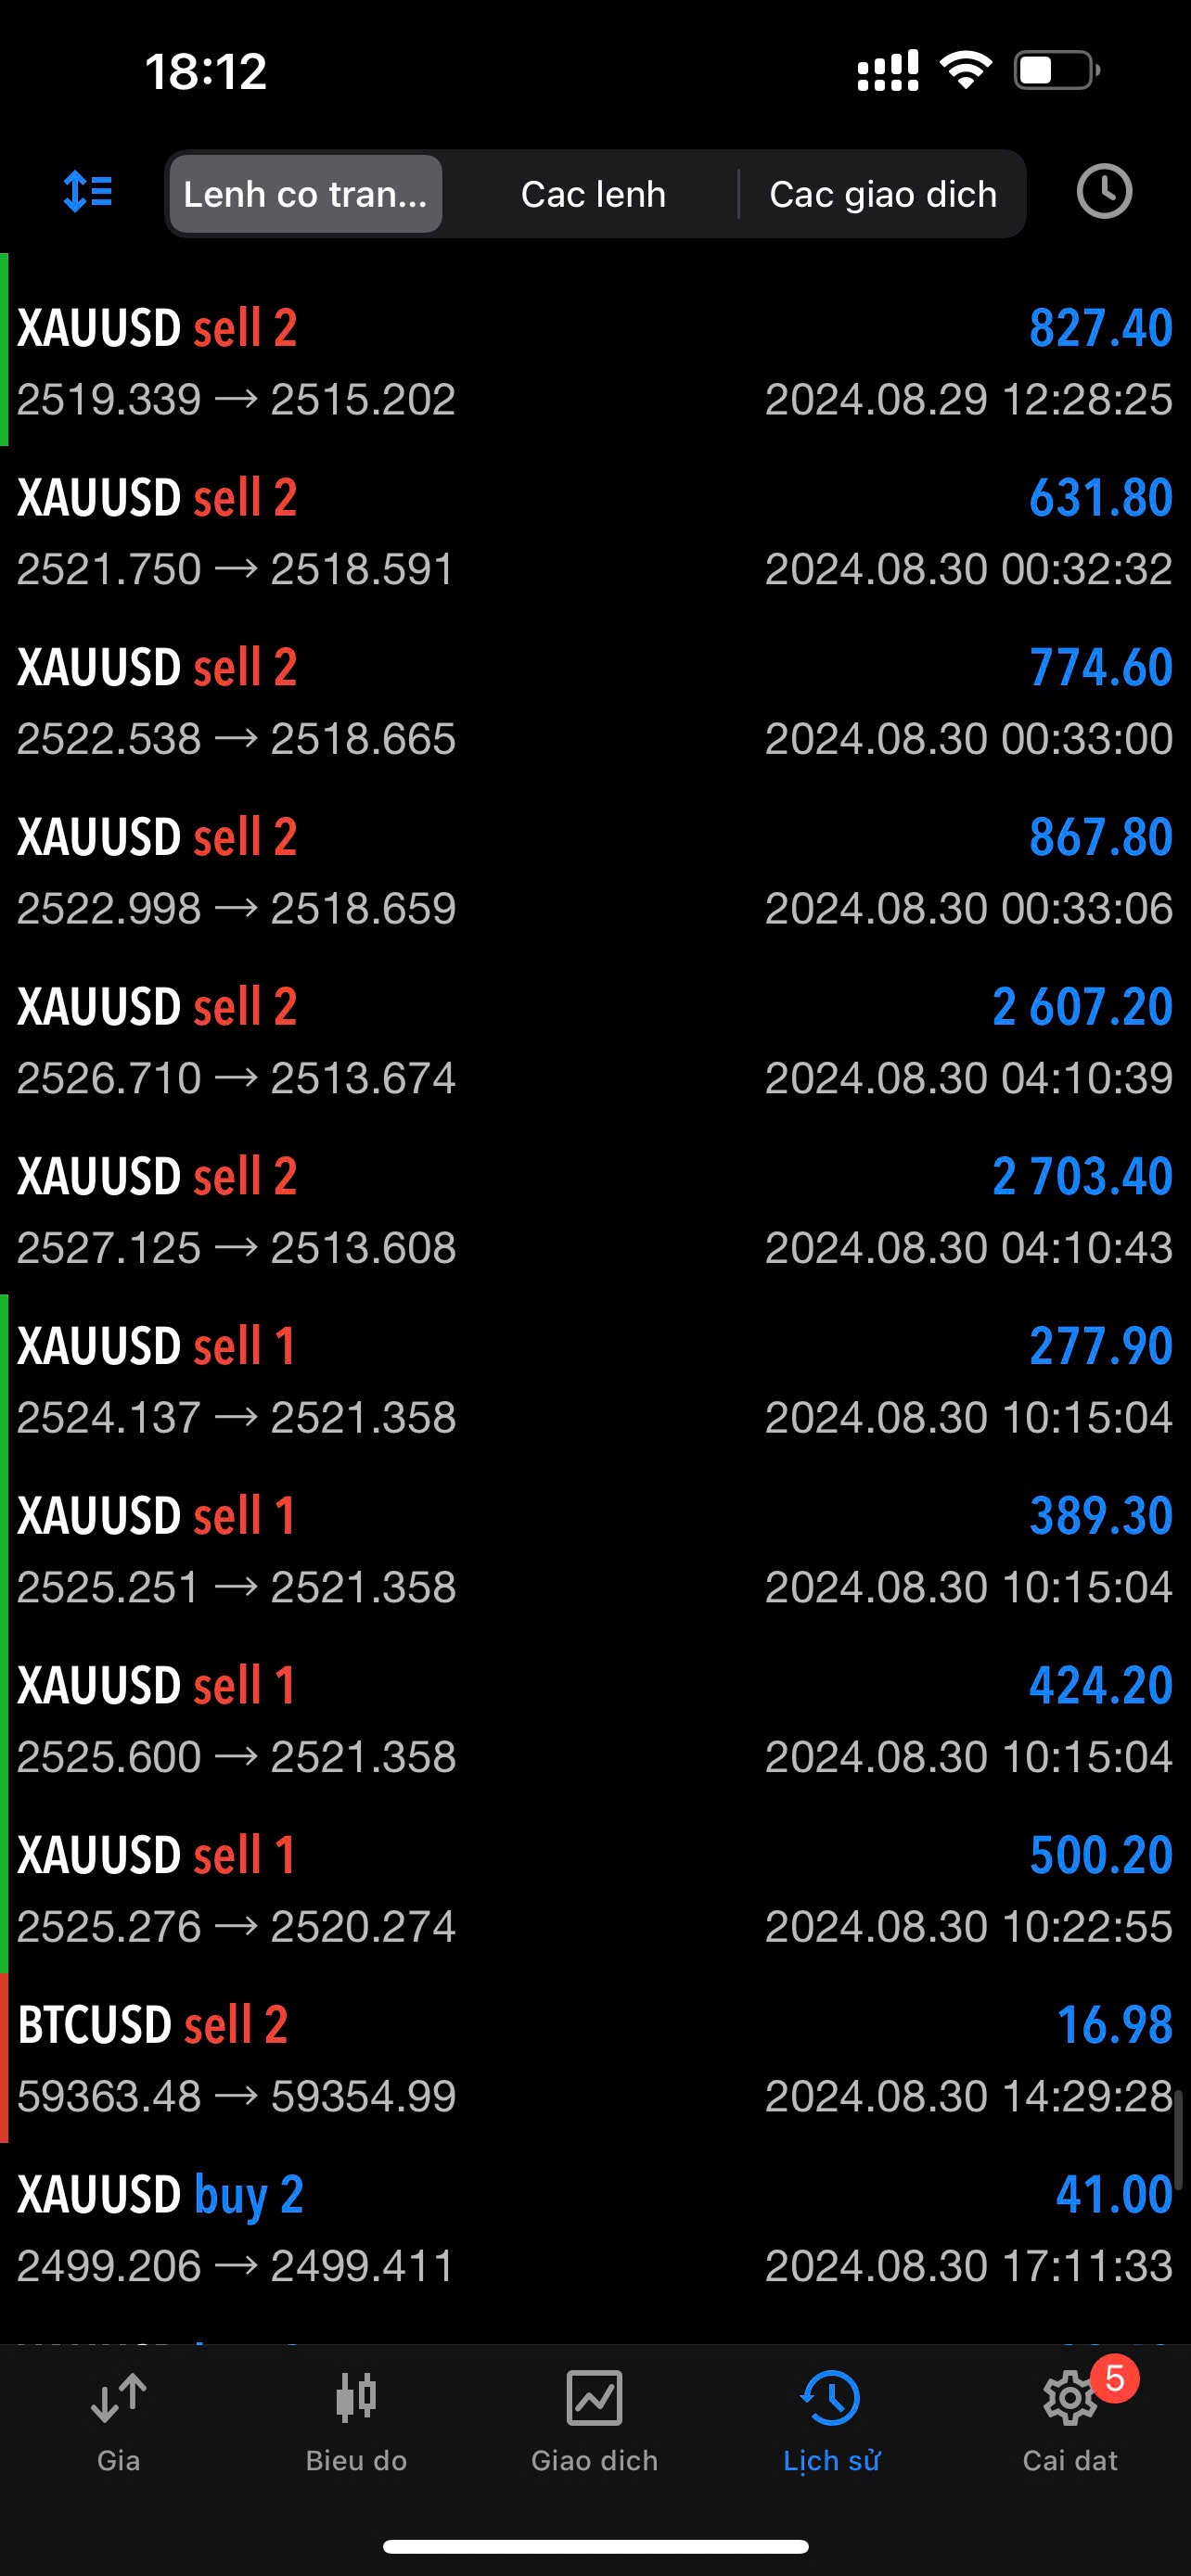 18:12
Lenh co tran... Cac lenh Cac giao dich
XAUUSD sell 2 827.40
2519.339 → 2515.202 2024.08.29 12:28:25
XAUUSD sell 2 631.80
2521.750 → 2518.591 2024.08.30 00:32:32
XAUUSD sell 2 774.60
2522.538 → 2518.665 2024.08.30 00:33:00
XAUUSD sell 2 867.80
2522.998 → 2518.659 2024.08.30 00:33:06
XAUUSD sell 2 2 607.20
2526.710 → 2513.674 2024.08.30 04:10:39
XAUUSD sell 2 2 703.40
2527.125 → 2513.608 2024.08.30 04:10:43
XAUUSD sell 1 277.90
2524.137 → 2521.358 2024.08.30 10:15:04
XAUUSD sell 1 389.30
2525.251 → 2521.358 2024.08.30 10:15:04
XAUUSD sell 1 424.20
2525.600 → 2521.358 2024.08.30 10:15:04
XAUUSD sell 1 500.20
2525.276 → 2520.274 2024.08.30 10:22:55
BTCUSD sell 2 16.98
59363.48 → 59354.99 2024.08.30 14:29:28
XAUUSD buy 2 41.00
2499.206 → 2499.411 2024.08.30 17:11:33
5
Gia Bieu do Giao dich Lịch sử Cai dat